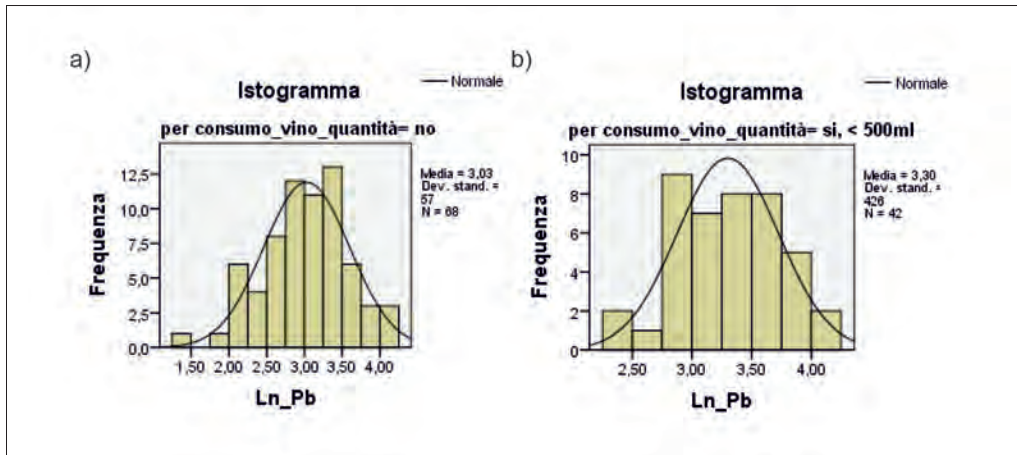 a)
Normale
Istogramma
per consumo_vino_quantità= no
Media = 3,03
Dev. stand. =
57
N = 68
Frequenza
12,5
10,0
7,5
5,0
2,5
0,0
1,50 2,00 2,50 3,00 3,50 4,00
Ln_Pb
b)
Normale
Istogramma
per consumo_vino_quantità= si, < 500ml
Media = 3,30
Dev. stand. =
426
N = 42
Frequenza
10
8
6
4
2
0
2,50 3,00 3,50 4,00
Ln_Pb